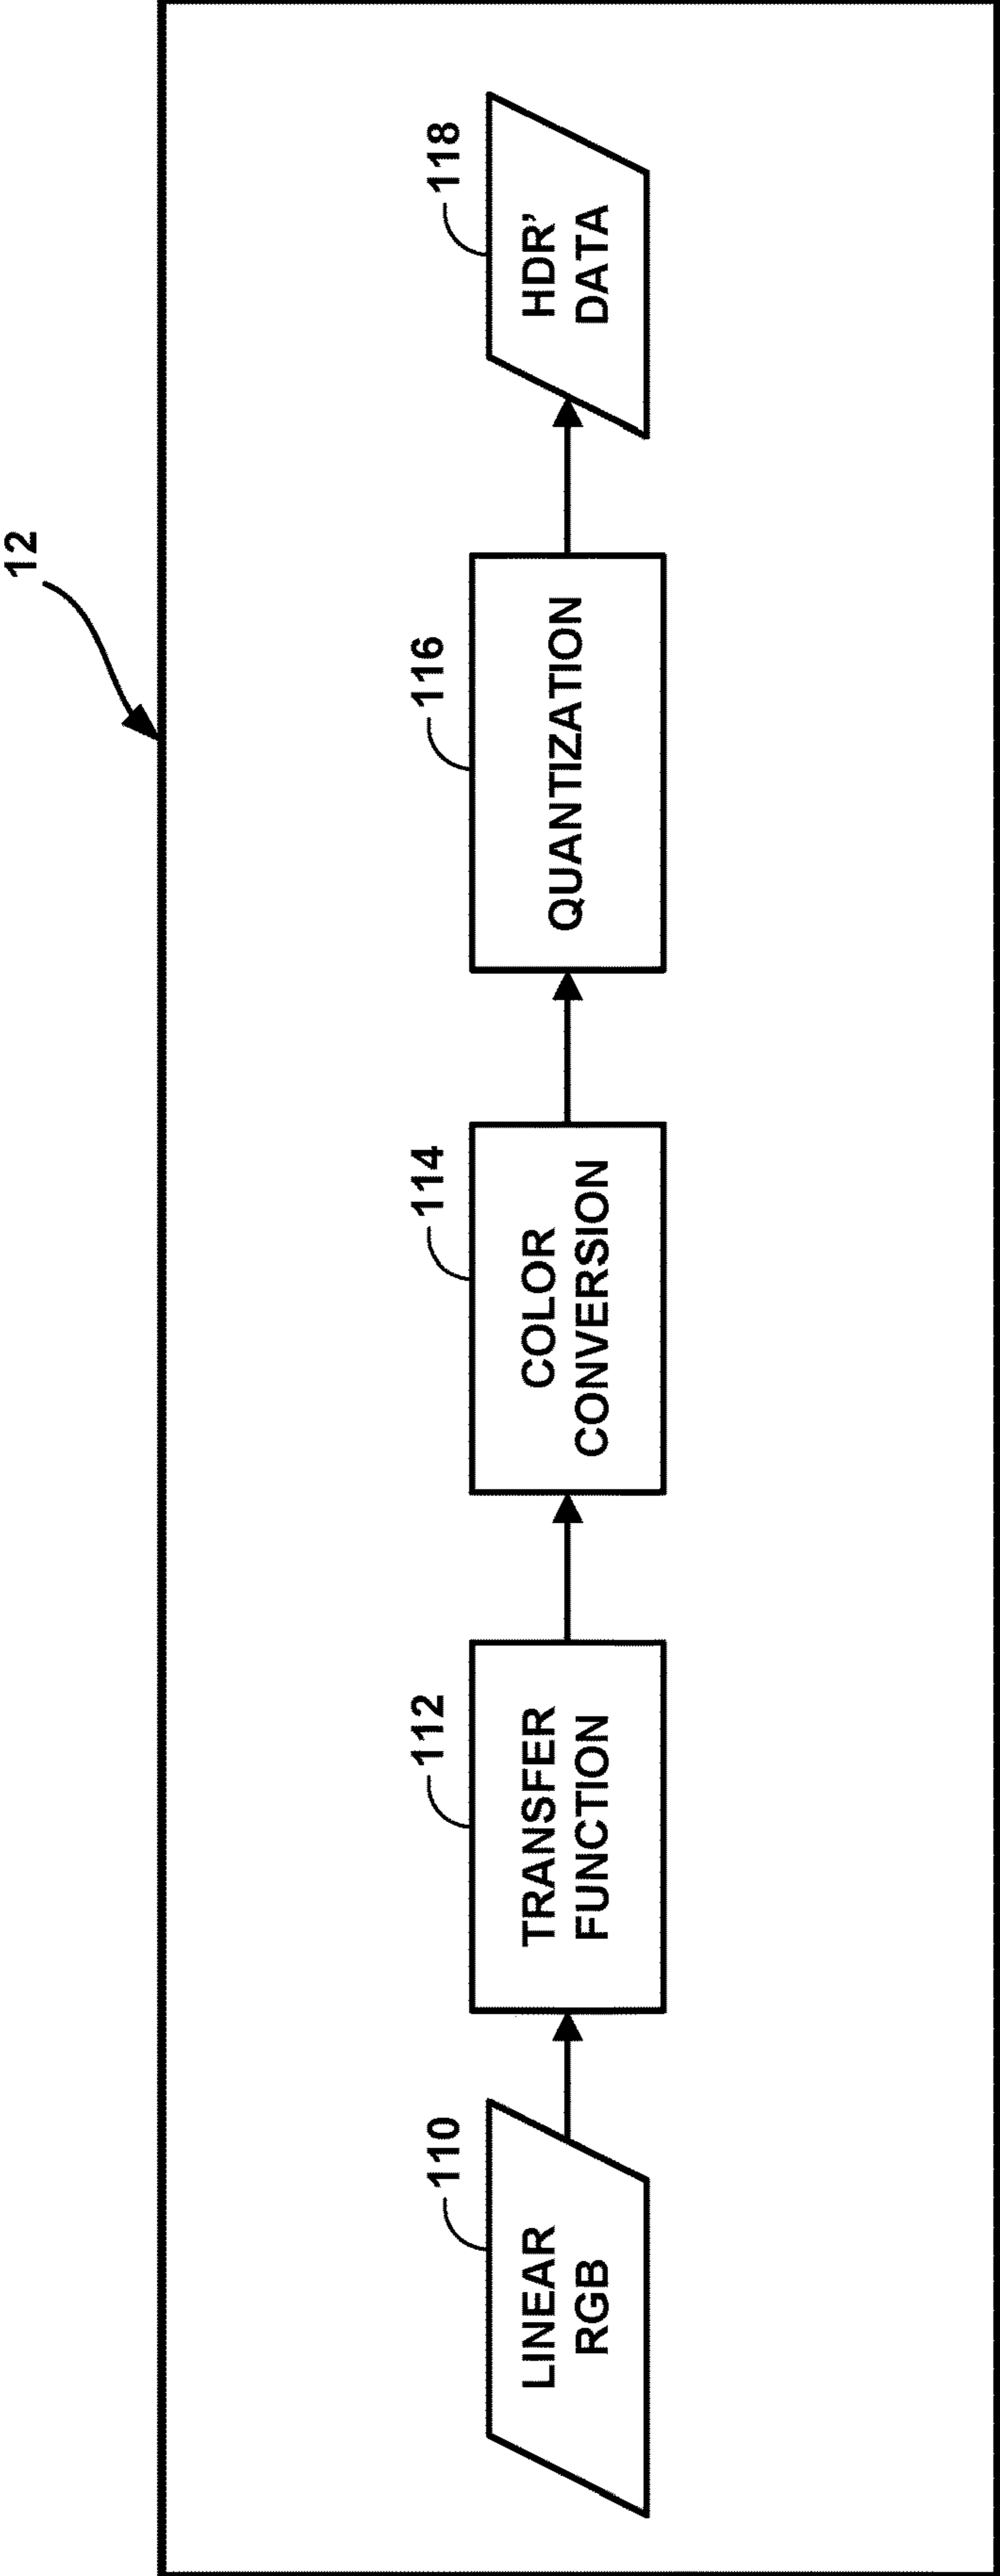 12
110
LINEAR
RGB
112
TRANSFER
FUNCTION
114
COLOR
CONVERSION
116
QUANTIZATION
118
HDR’
DATA